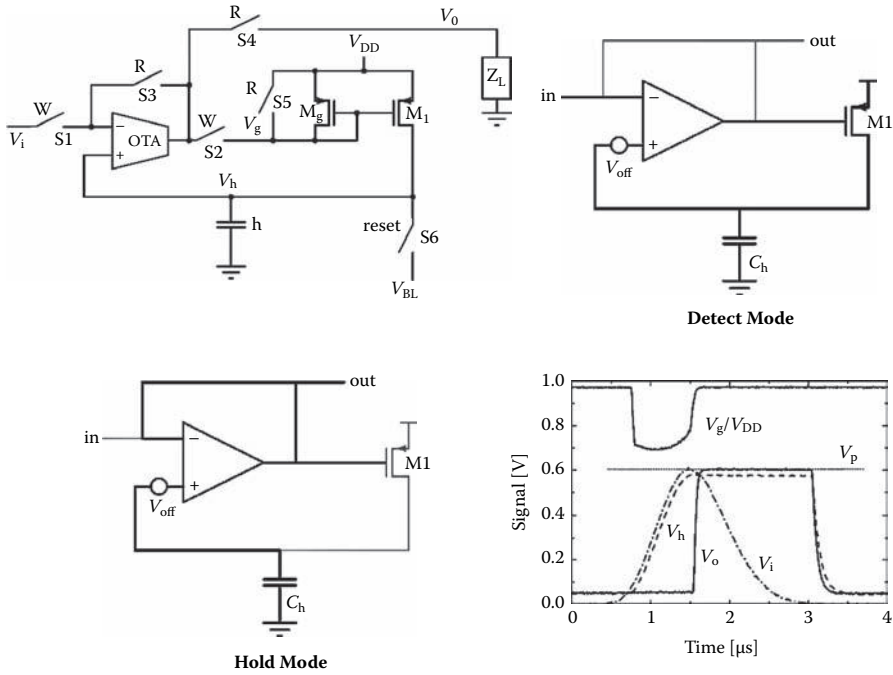 R
S4
V0
VDD
R
S3
R
S5
ZL
W
S1
Vi
−
+
OTA
W
S2
Vg
Mg
M1
Vh
h
reset
S6
VBL
out
in
−
+
Voff
M1
Ch
Detect Mode
out
in
−
+
Voff
M1
Ch
Hold Mode
Signal [V]
1.0
0.8
0.6
0.4
0.2
0.0
Vg/VDD
Vp
Vh
Vo
Vi
0
1
2
3
4
Time [µs]